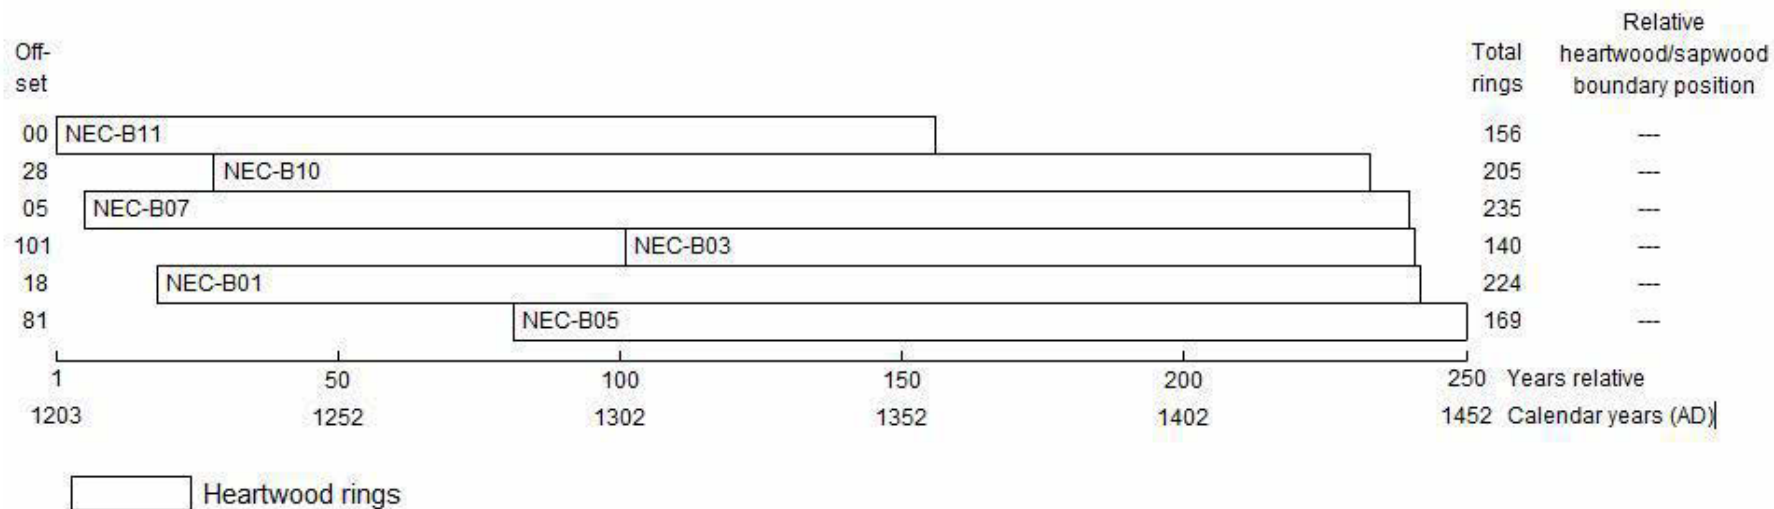 Relative
Off- Total heartwood/sapwood
set rings boundary position
00 NEC-B11 156 ---
28 NEC-B10 205 ---
05 NEC-B07 235 ---
101 NEC-B03 140 ---
18 NEC-B01 224 ---
81 NEC-B05 169 ---
1 50 100 150 200 250 Years relative
1203 1252 1302 1352 1402 1452 Calendar years (AD)
Heartwood rings